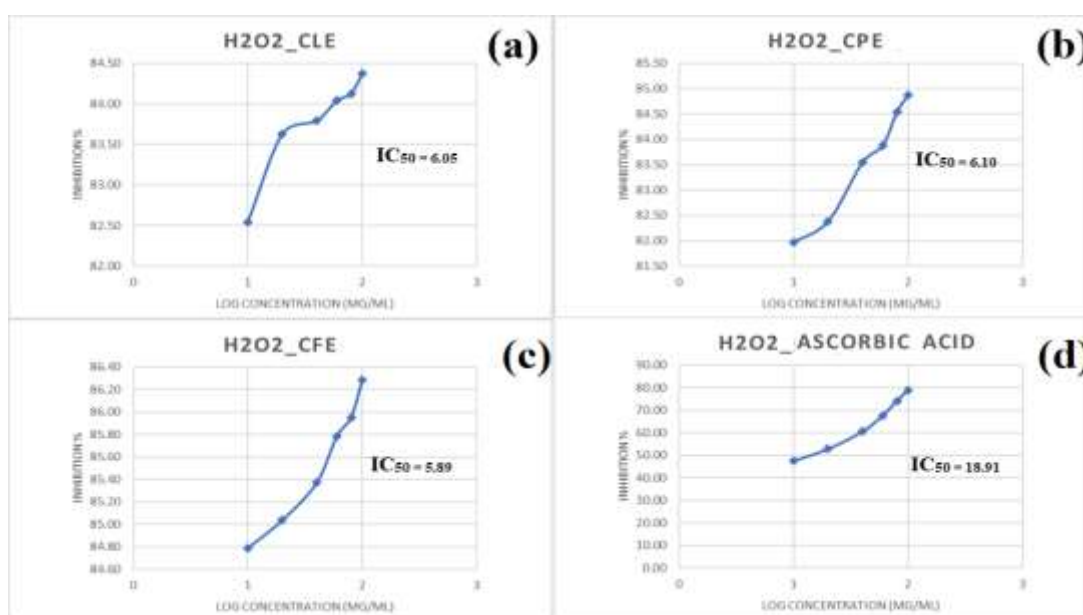 H2O2_CLE
(a)
84.50
84.00
83.50
83.00
82.50
82.00
INHIBITION%
IC50 = 6.05
0 1 2 3
LOG CONCENTRATION (MG/ML)
H2O2_CPE
(b)
85.50
85.00
84.50
84.00
83.50
83.00
82.50
82.00
81.50
INHIBITION%
IC50 = 6.10
0 1 2 3
LOG CONCENTRATION (MG/ML)
H2O2_CFE
(c)
86.40
86.20
86.00
85.80
85.60
85.40
85.20
85.00
84.80
84.60
INHIBITION%
IC50 = 5.89
0 1 2 3
LOG CONCENTRATION (MG/ML)
H2O2_ ASCORBIC ACID
(d)
90.00
80.00
70.00
60.00
50.00
40.00
30.00
20.00
10.00
0.00
INHIBITION%
IC50 = 18.91
0 1 2 3
LOG CONCENTRATION (MG/ML)